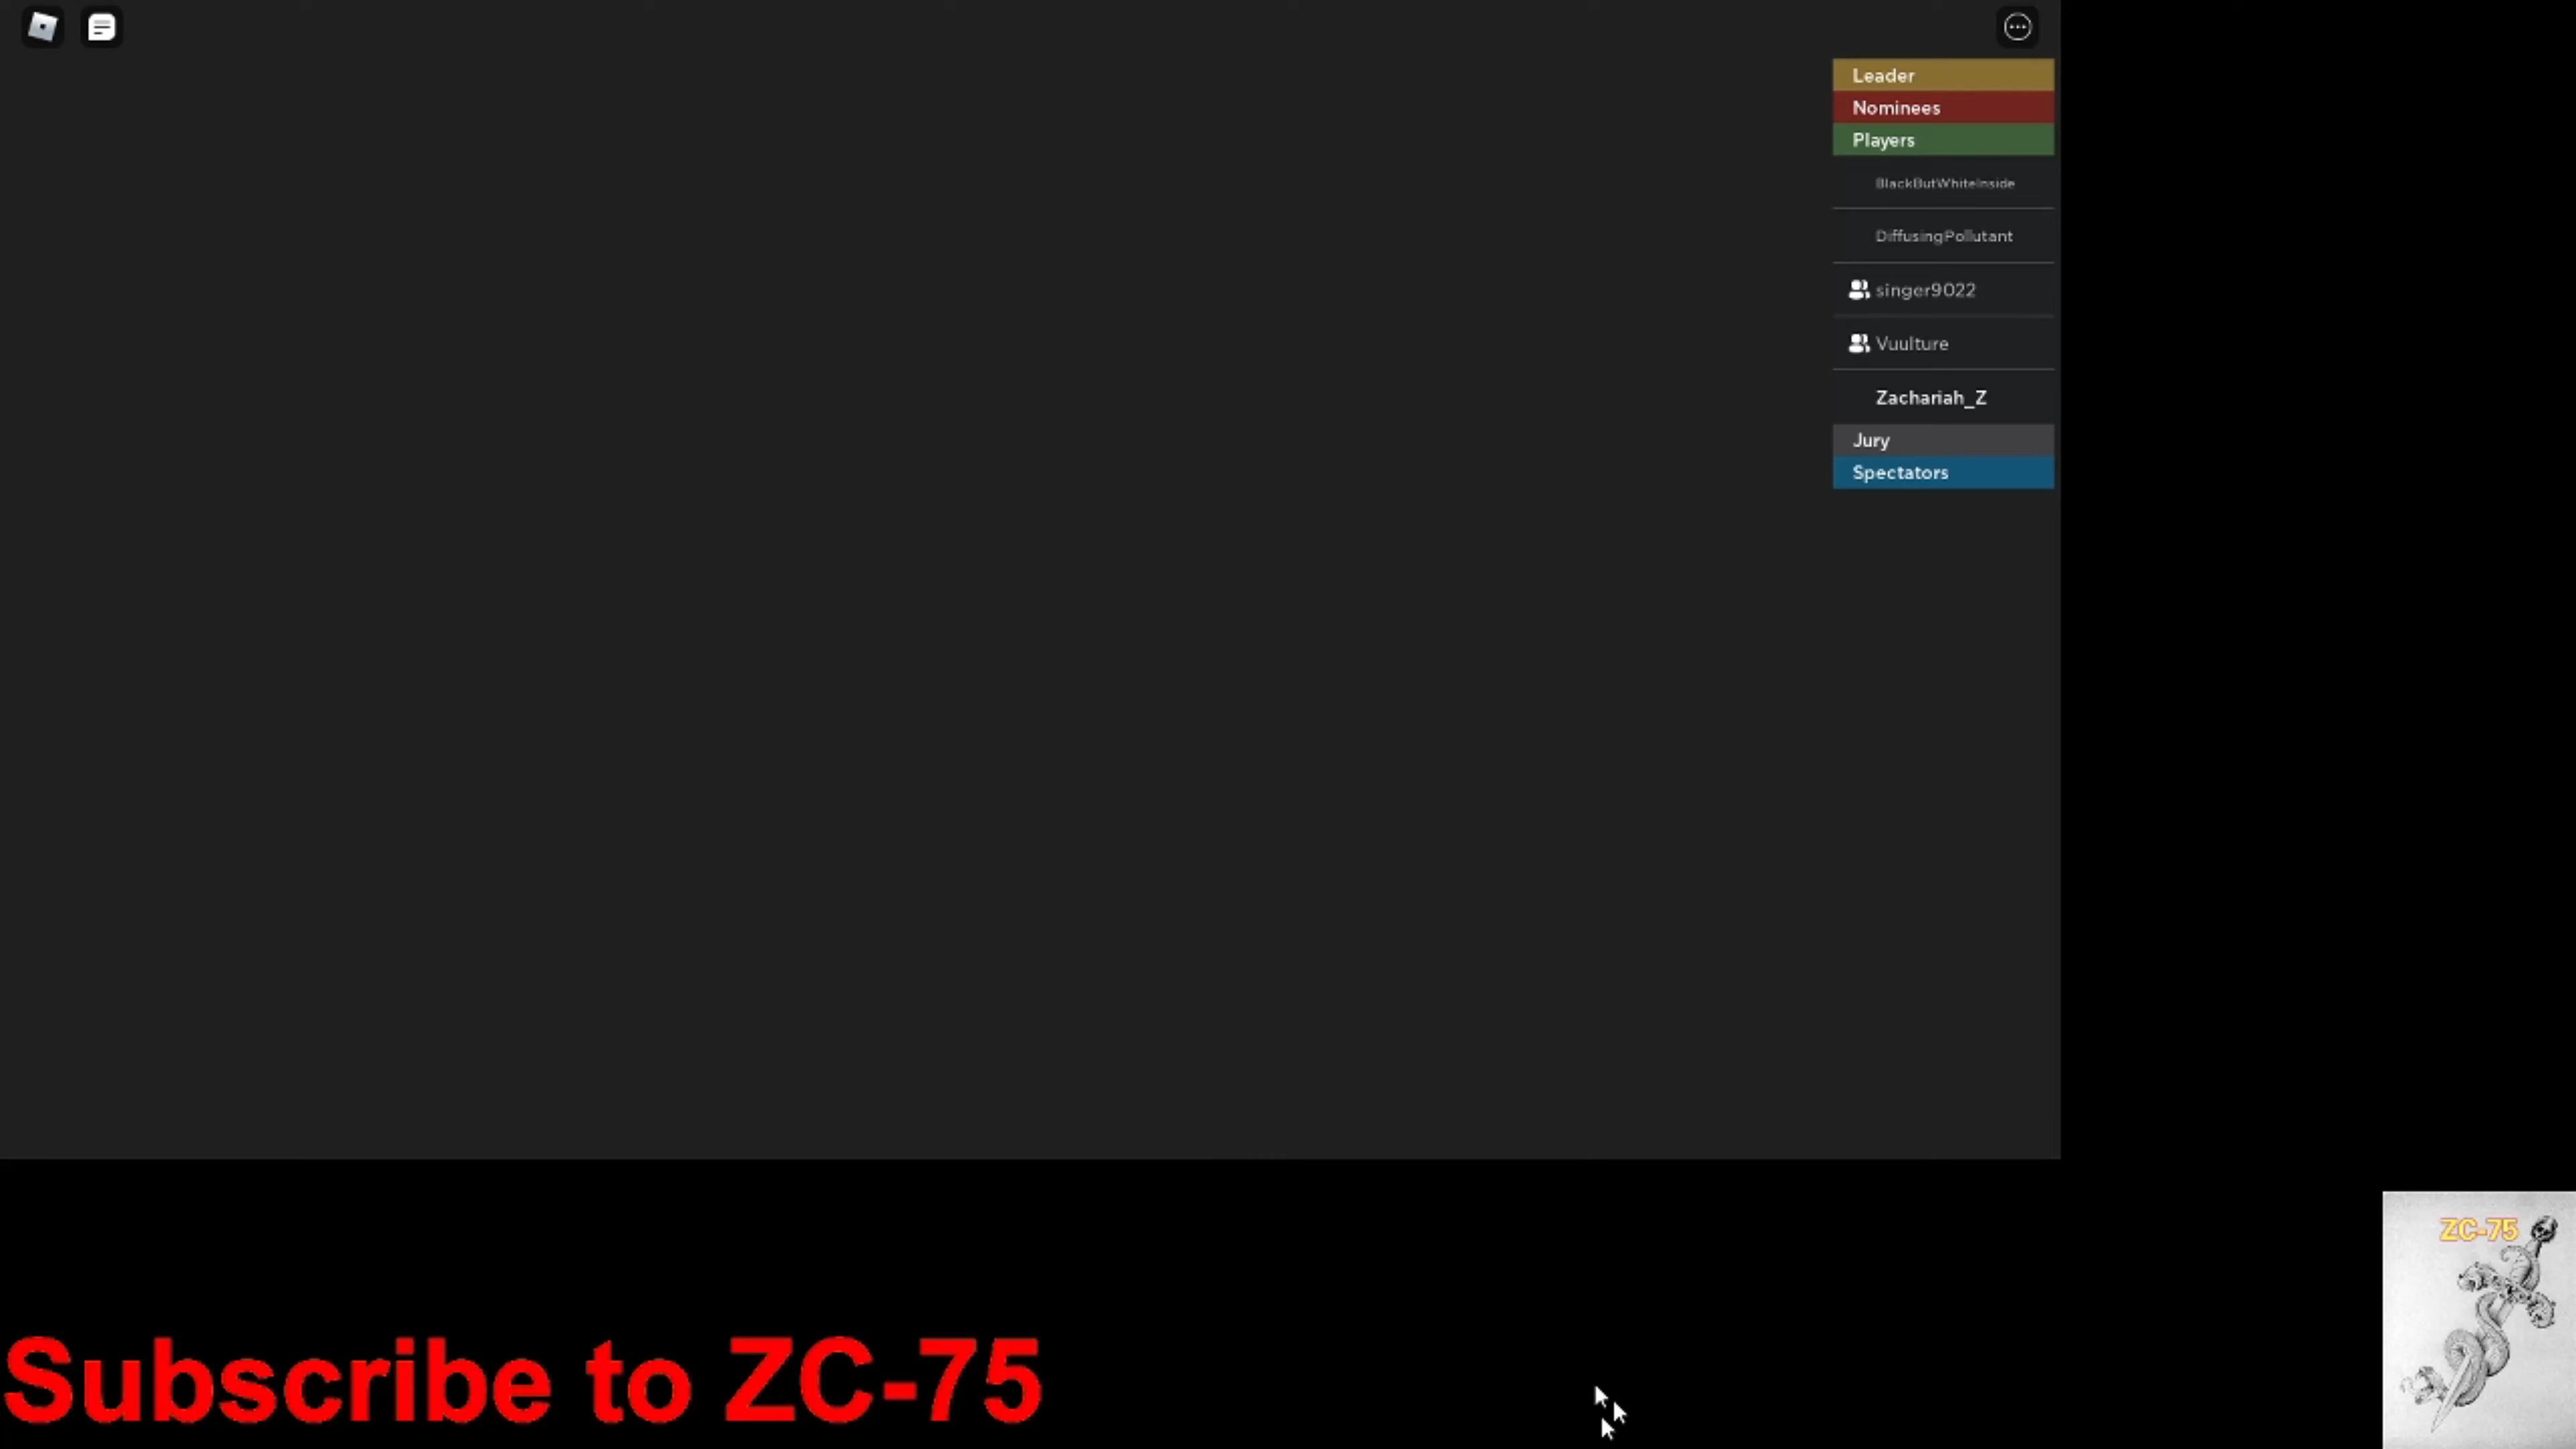 Leader
Nominees
Players
BlackButWhiteInside
DiffusingPollutant
singer9022
Vuulture
Zachariah_Z
Jury
Spectators
ZC-75
Subscribe to ZC-75